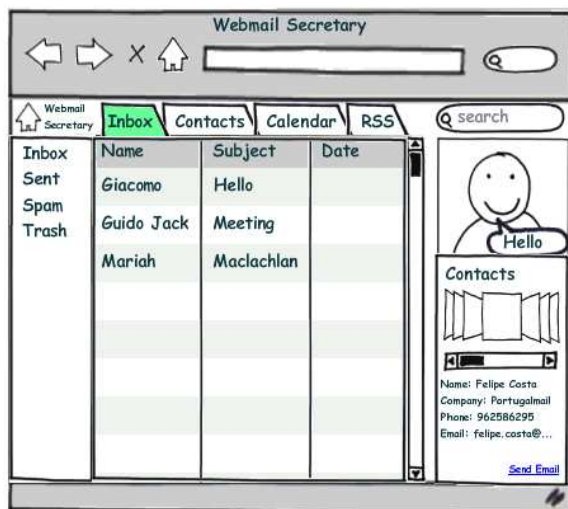 Webmail Secretary
Webmail
Secretary
Inbox
Contacts
Calendar
RSS
search
Inbox
Sent
Spam
Trash
Name Subject Date
Giacomo Hello
Guido Jack Meeting
Mariah Maclachlan
Hello
Contacts
Name: Felipe Costa
Company: Portugalmail
Phone: 962586295
Email: felipe.costa@...
Send Email